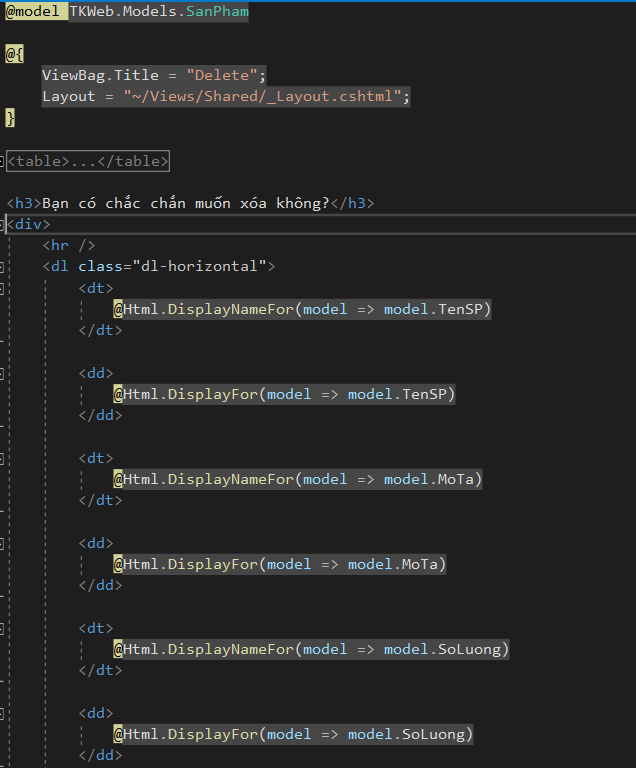 @model TKWeb.Models.SanPham
@{
ViewBag.Title = "Delete";
Layout = "~/Views/Shared/_Layout.cshtml";
}
<table>...</table>
<h3>Bạn có chắc chắn muốn xóa không?</h3>
<div>
<hr />
<dl class="dl-horizontal">
<dt>
@Html.DisplayNameFor(model => model.TenSP)
</dt>
<dd>
@Html.DisplayFor(model => model.TenSP)
</dd>
<dt>
@Html.DisplayNameFor(model => model.MoTa)
</dt>
<dd>
@Html.DisplayFor(model => model.MoTa)
</dd>
<dt>
@Html.DisplayNameFor(model => model.SoLuong)
</dt>
<dd>
@Html.DisplayFor(model => model.SoLuong)
</dd>